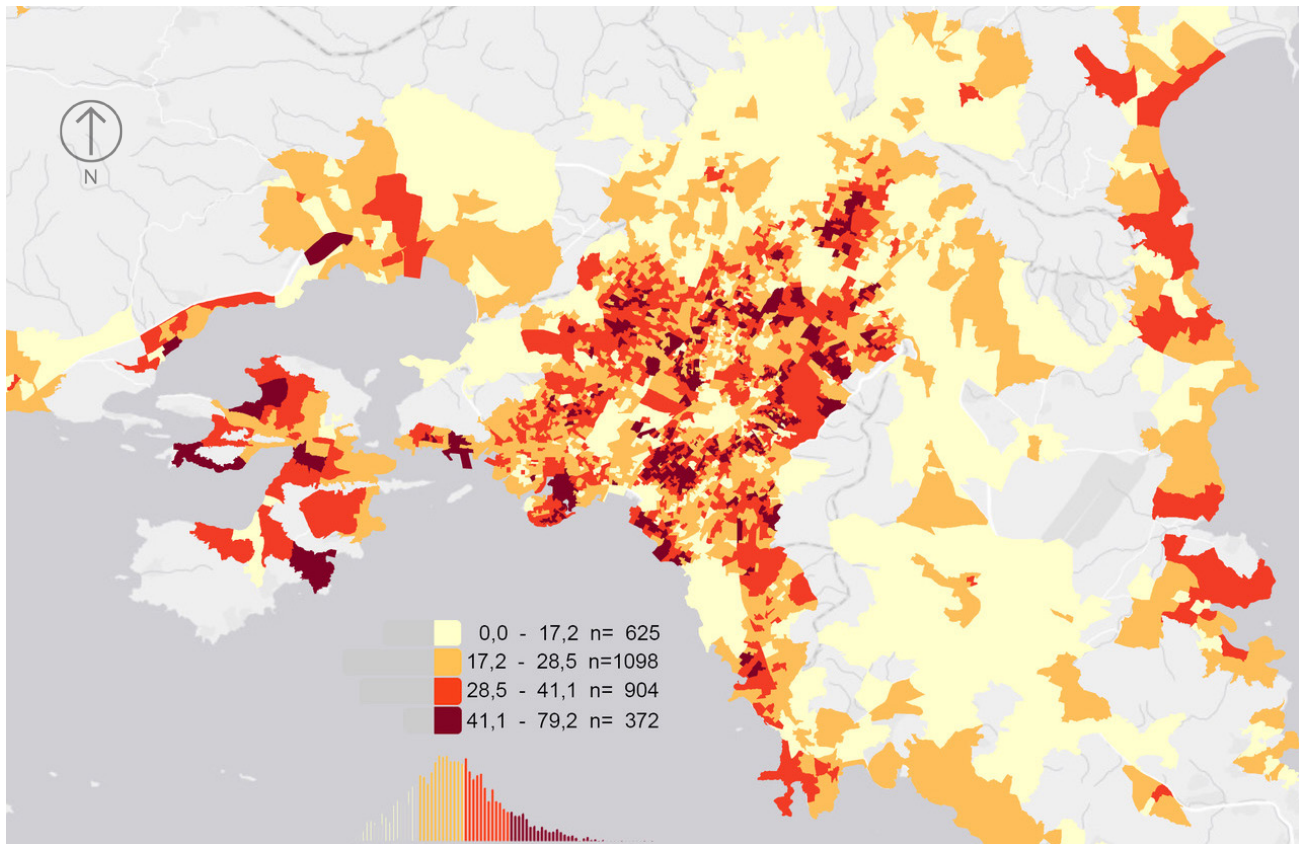 N
0,0 - 17,2 n= 625
17,2 - 28,5 n=1098
28,5 - 41,1 n= 904
41,1 - 79,2 n= 372